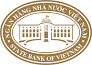 NGÂN HÀNG NHÀ NƯỚC VIỆT NAM
STATE BANK OF VIETNAM